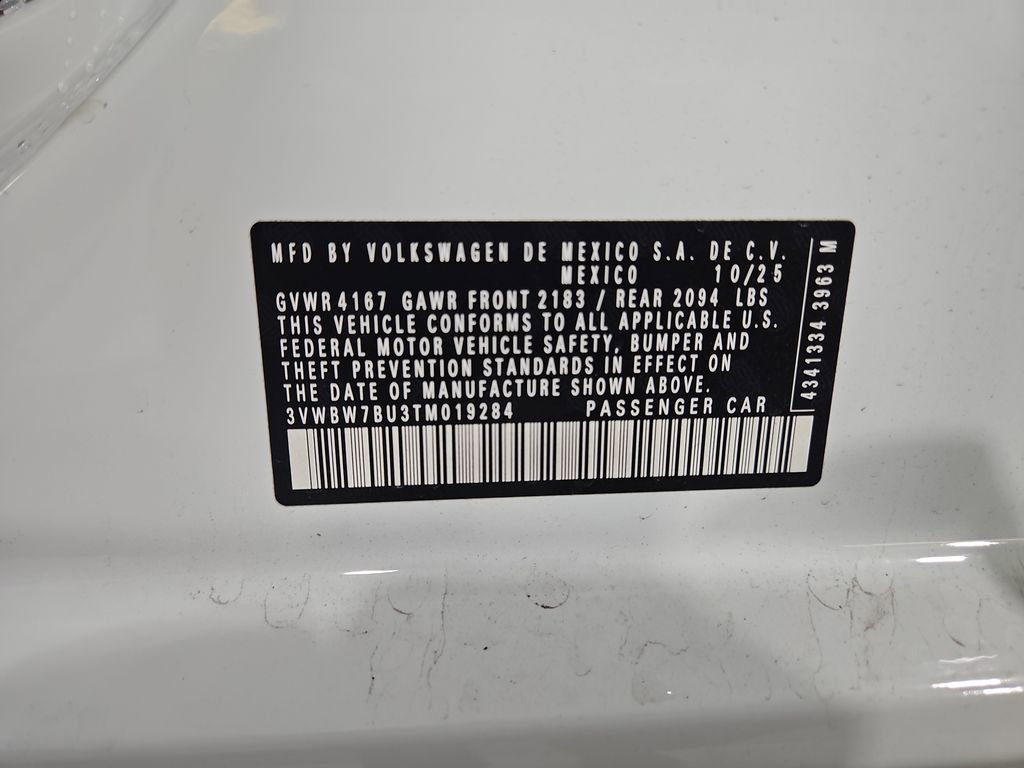 MFD BY VOLKSWAGEN DE MEXICO S.A. DE C.V.
MEXICO 10/25
GVWR 4167 GAWR FRONT 2183 / REAR 2094 LBS
THIS VEHICLE CONFORMS TO ALL APPLICABLE U.S.
FEDERAL MOTOR VEHICLE SAFETY, BUMPER AND
THEFT PREVENTION STANDARDS IN EFFECT ON
THE DATE OF MANUFACTURE SHOWN ABOVE.
3VWBW7BU3TM019284 PASSENGER CAR
4341334 3963 M